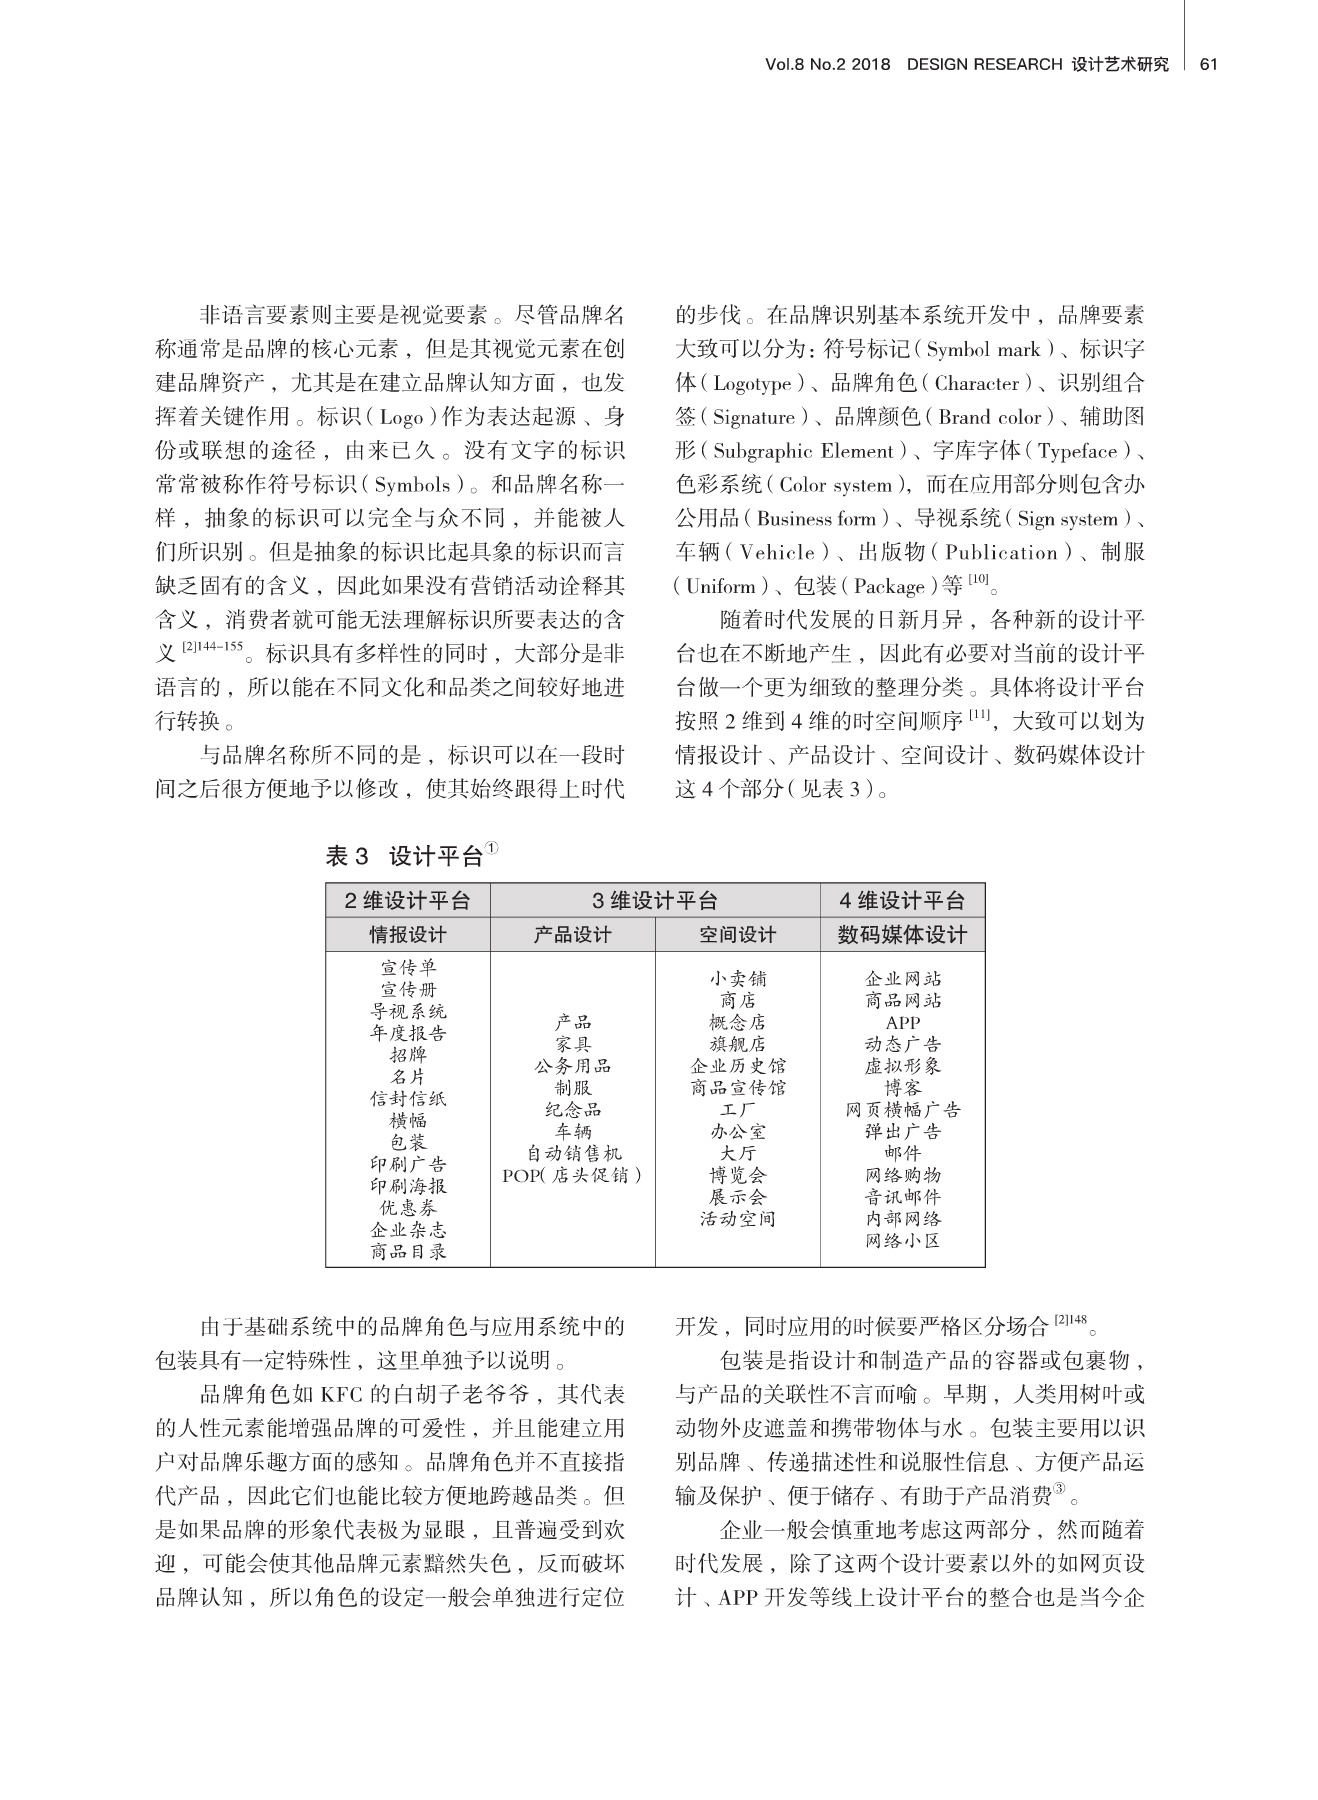 Vol.8 No.2 2018 DESIGN RESEARCH 设计艺术研究 61
非语言要素则主要是视觉要素。尽管品牌名
称通常是品牌的核心元素，但是其视觉元素在创
建品牌资产，尤其是在建立品牌认知方面，也发
挥着关键作用。标识（Logo）作为表达起源、身
份或联想的途径，由来已久。没有文字的标识
常常被称作符号标识（Symbols）。和品牌名称一
样，抽象的标识可以完全与众不同，并能被人
们所识别。但是抽象的标识比起具象的标识而言
缺乏固有的含义，因此如果没有营销活动诠释其
含义，消费者就可能无法理解标识所要表达的含
义[2]144-155。标识具有多样性的同时，大部分是非
语言的，所以能在不同文化和品类之间较好地进
行转换。
与品牌名称所不同的是，标识可以在一段时
间之后很方便地予以修改，使其始终跟得上时代
的步伐。在品牌识别基本系统开发中，品牌要素
大致可以分为：符号标记（Symbol mark）、标识字
体（Logotype）、品牌角色（Character）、识别组合
签（Signature）、品牌颜色（Brand color）、辅助图
形（Subgraphic Element）、字库字体（Typeface）、
色彩系统（Color system），而在应用部分则包含办
公用品（Business form）、导视系统（Sign system）、
车辆（Vehicle）、出版物（Publication）、制服
（Uniform）、包装（Package）等[10]。
随着时代发展的日新月异，各种新的设计平
台也在不断地产生，因此有必要对当前的设计平
台做一个更为细致的整理分类。具体将设计平台
按照 2 维到 4 维的时空间顺序[11]，大致可以划为
情报设计、产品设计、空间设计、数码媒体设计
这 4 个部分（见表 3）。
表 3 设计平台①
2 维设计平台 3 维设计平台 4 维设计平台
情报设计 产品设计 空间设计 数码媒体设计
宣传单
宣传册
导视系统
年度报告
招牌
名片
信封信纸
横幅
包装
印刷广告
印刷海报
优惠券
企业杂志
商品目录
产品
家具
公务用品
制服
纪念品
车辆
自动销售机
POP（店头促销）
小卖铺
商店
概念店
旗舰店
企业历史馆
商品宣传馆
工厂
办公室
大厅
博览会
展示会
活动空间
企业网站
商品网站
APP
动态广告
虚拟形象
博客
网页横幅广告
弹出广告
邮件
网络购物
音讯邮件
内部网络
网络小区
由于基础系统中的品牌角色与应用系统中的
包装具有一定特殊性，这里单独予以说明。
品牌角色如 KFC 的白胡子老爷爷，其代表
的人性元素能增强品牌的可爱性，并且能建立用
户对品牌乐趣方面的感知。品牌角色并不直接指
代产品，因此它们也能比较方便地跨越品类。但
是如果品牌的形象代表极为显眼，且普遍受到欢
迎，可能会使其他品牌元素黯然失色，反而破坏
品牌认知，所以角色的设定一般会单独进行定位
开发，同时应用的时候要严格区分场合[2]148。
包装是指设计和制造产品的容器或包裹物，
与产品的关联性不言而喻。早期，人类用树叶或
动物外皮遮盖和携带物体与水。包装主要用以识
别品牌、传递描述性和说服性信息、方便产品运
输及保护、便于储存、有助于产品消费③。
企业一般会慎重地考虑这两部分，然而随着
时代发展，除了这两个设计要素以外的如网页设
计、APP 开发等线上设计平台的整合也是当今企